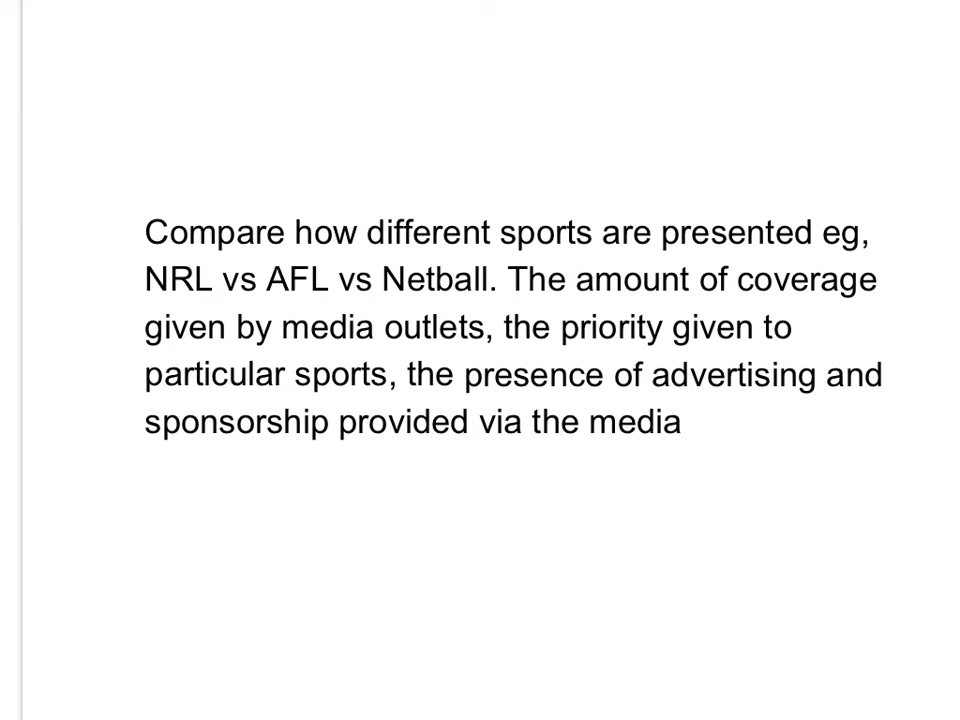 Compare how different sports are presented eg,
NRL vs AFL vs Netball. The amount of coverage
given by media outlets, the priority given to
particular sports, the presence of advertising and
sponsorship provided via the media